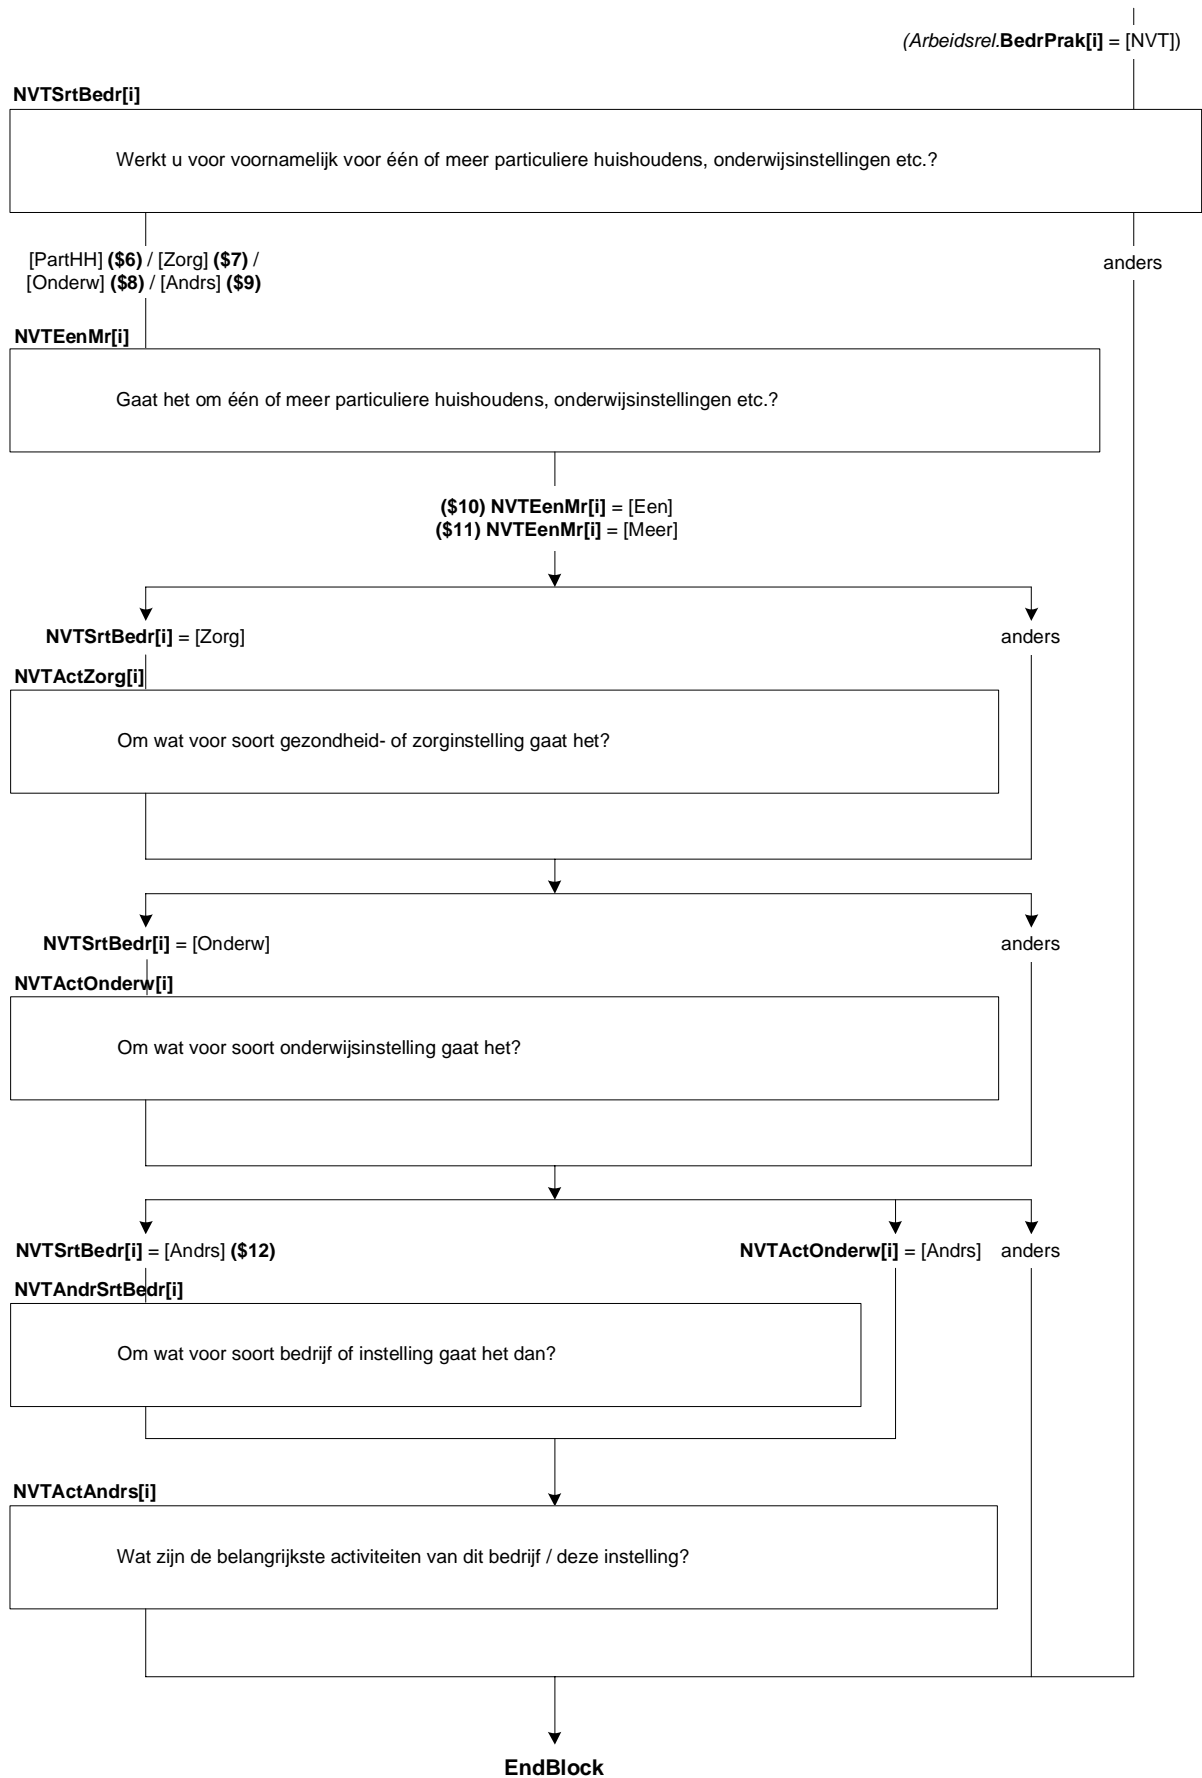 (Arbeidsrel.BedrPrak[i] = [NVT])
NVTSrtBedr[i]
Werkt u voor voornamelijk voor één of meer particuliere huishoudens, onderwijsinstellingen etc.?
[PartHH] ($6) / [Zorg] ($7) /
[Onderw] ($8) / [Andrs] ($9)
anders
NVTEenMr[i]
Gaat het om één of meer particuliere huishoudens, onderwijsinstellingen etc.?
($10) NVTEenMr[i] = [Een]
($11) NVTEenMr[i] = [Meer]
NVTSrtBedr[i] = [Zorg] anders
NVTActZorg[i]
Om wat voor soort gezondheid- of zorginstelling gaat het?
NVTSrtBedr[i] = [Onderw] anders
NVTActOnderw[i]
Om wat voor soort onderwijsinstelling gaat het?
NVTSrtBedr[i] = [Andrs] ($12) NVTActOnderw[i] = [Andrs] anders
NVTAndrSrtBedr[i]
Om wat voor soort bedrijf of instelling gaat het dan?
NVTActAndrs[i]
Wat zijn de belangrijkste activiteiten van dit bedrijf / deze instelling?
EndBlock